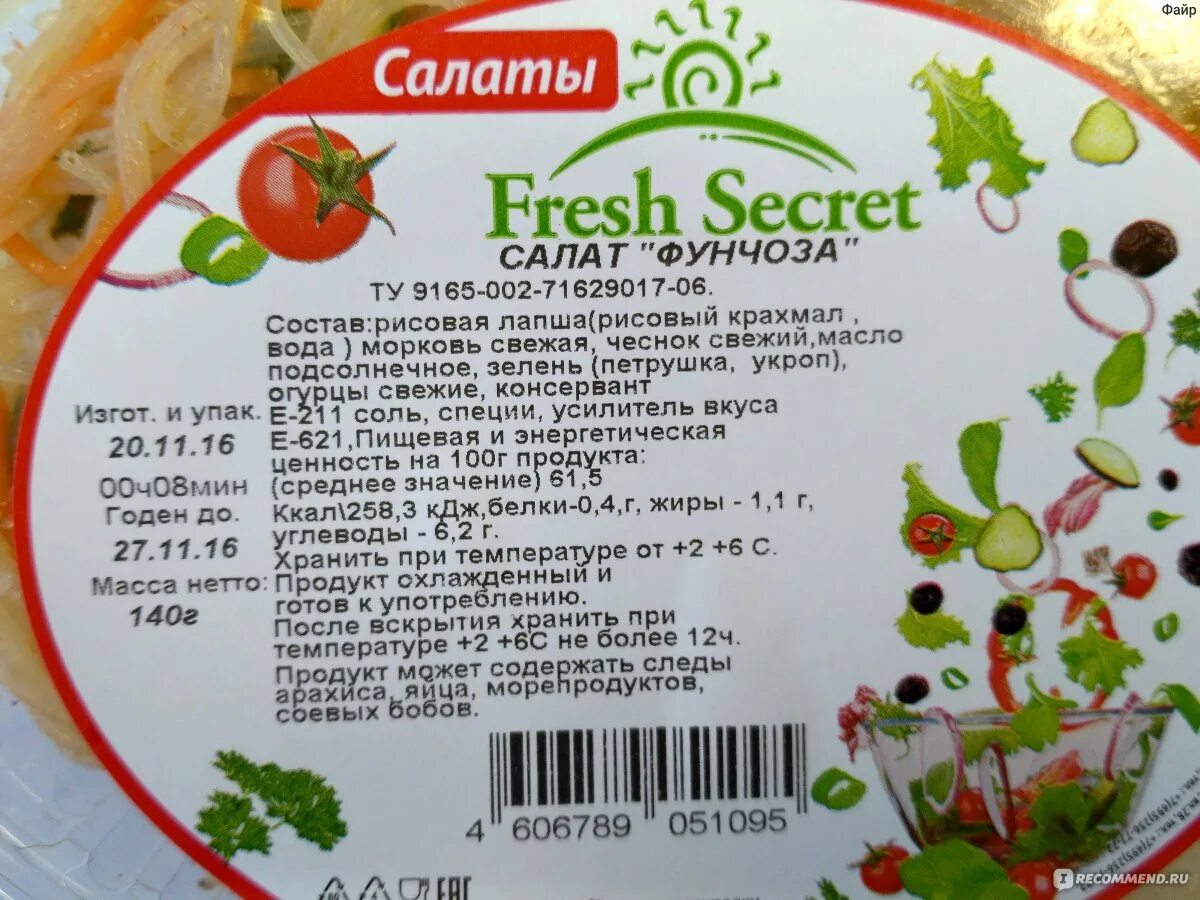 Файр
Салаты
Fresh Secret
САЛАТ "ФУНЧОЗА"
ТУ 9165-002-71629017-06.
Состав:рисовая лапша(рисовый крахмал ,
вода ) морковь свежая, чеснок свежий,масло
подсолнечное, зелень (петрушка, укроп),
огурцы свежие, консервант
Е-211 соль, специи, усилитель вкуса
Е-621,Пищевая и энергетическая
ценность на 100г продукта:
(среднее значение) 61,5
Ккал\258,3 кДж,белки-0,4,г, жиры - 1,1 г,
углеводы - 6,2 г.
Хранить при температуре от +2 +6 С.
Продукт охлажденный и
готов к употреблению.
После вскрытия хранить при
температуре +2 +6С не более 12ч.
Продукт может содержать следы
арахиса, яйца, морепродуктов,
соевых бобов.
Изгот. и упак.
20.11.16
00ч08мин
Годен до.
27.11.16
Масса нетто:
140г
4 606789 051095
EAC
IRECOMMEND.RU